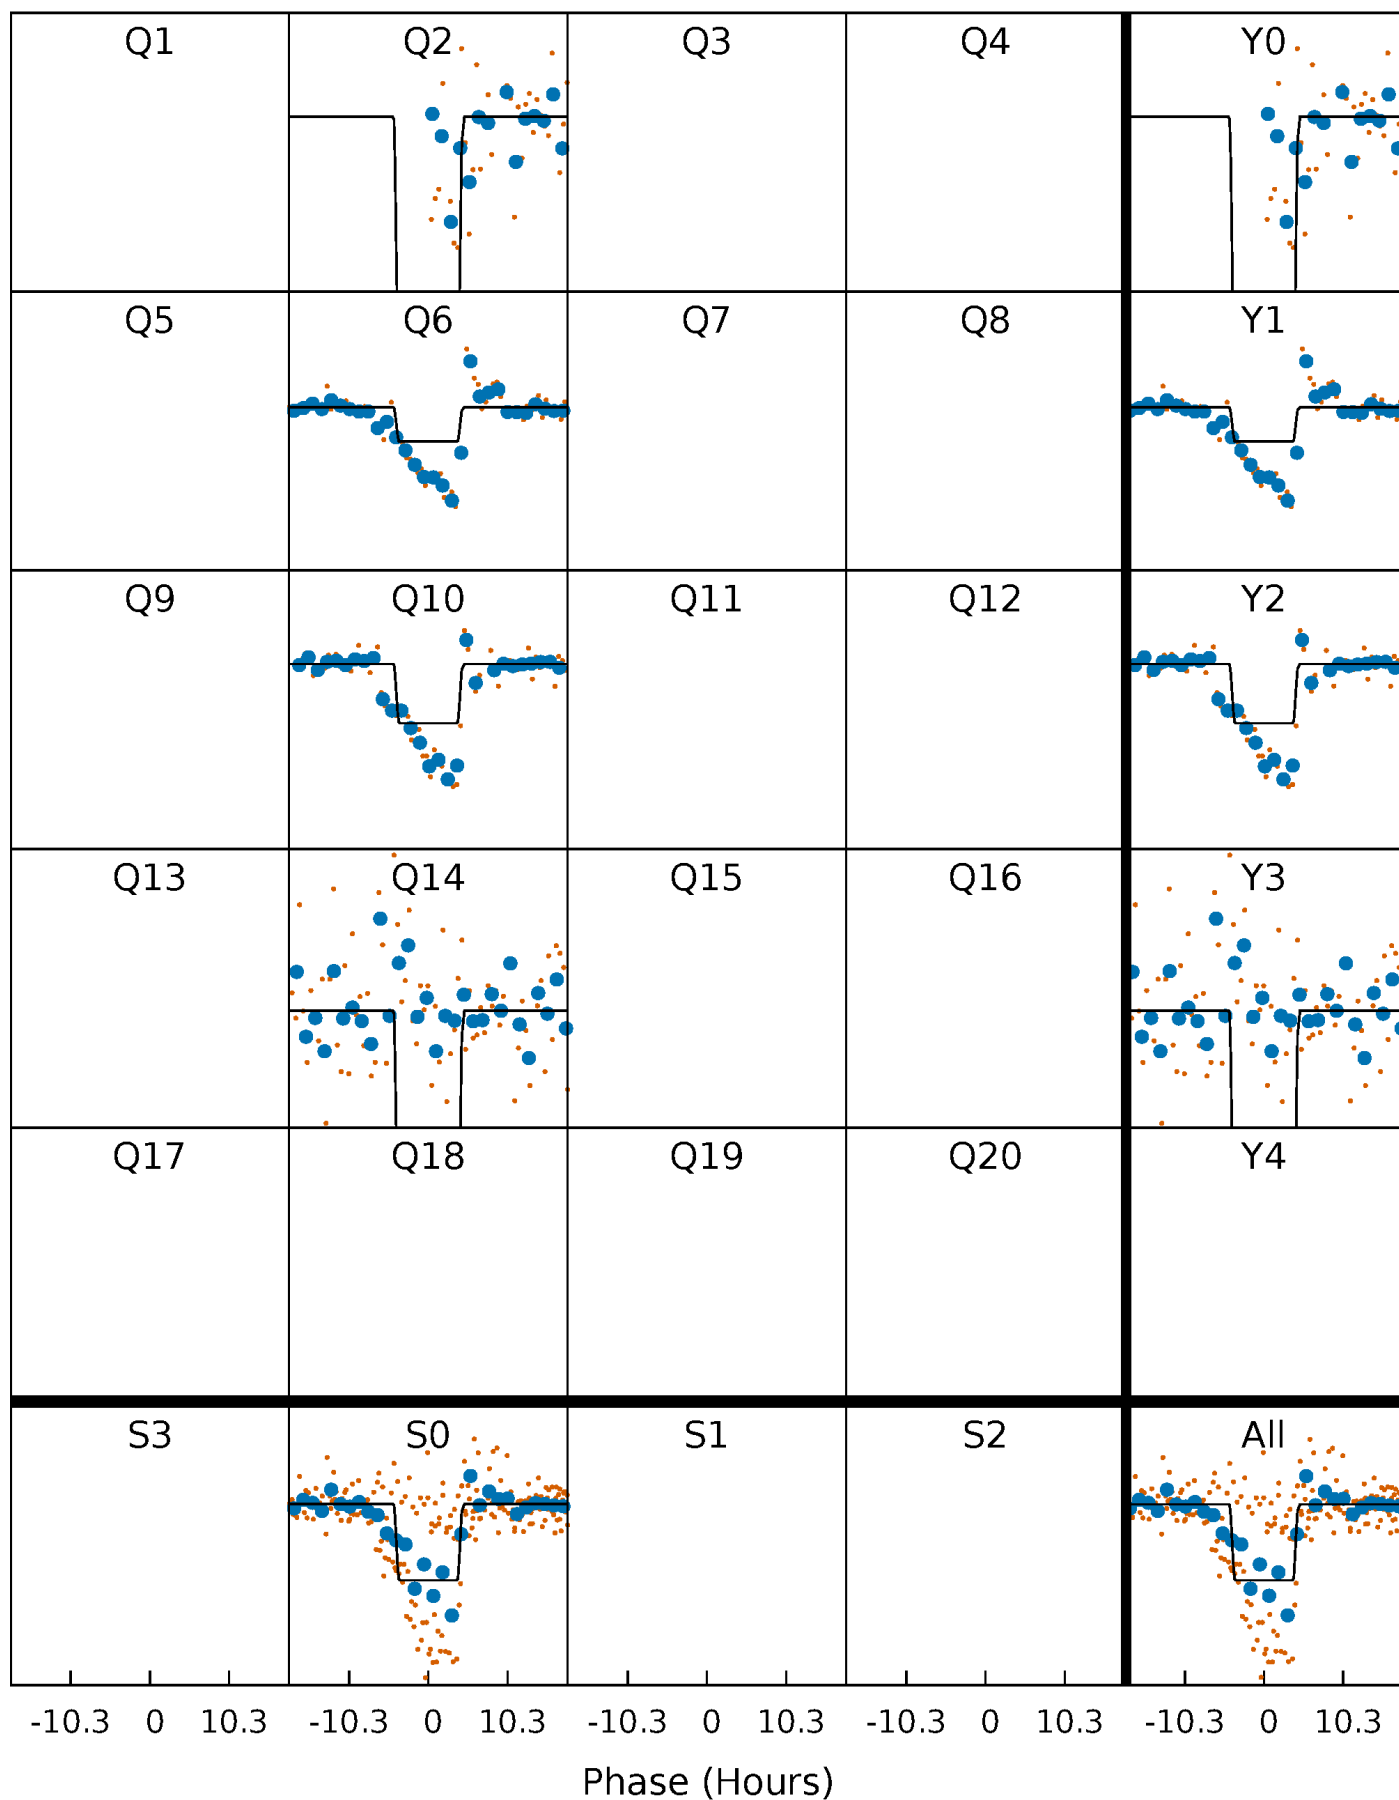 Q1 Q2 Q3 Q4 Y0
Q5 Q6 Q7 Q8 Y1
Q9 Q10 Q11 Q12 Y2
Q13 Q14 Q15 Q16 Y3
Q17 Q18 Q19 Q20 Y4
S3 S0 S1 S2 All
-10.3 0 10.3 -10.3 0 10.3 -10.3 0 10.3 -10.3 0 10.3 -10.3 0 10.3
Phase (Hours)